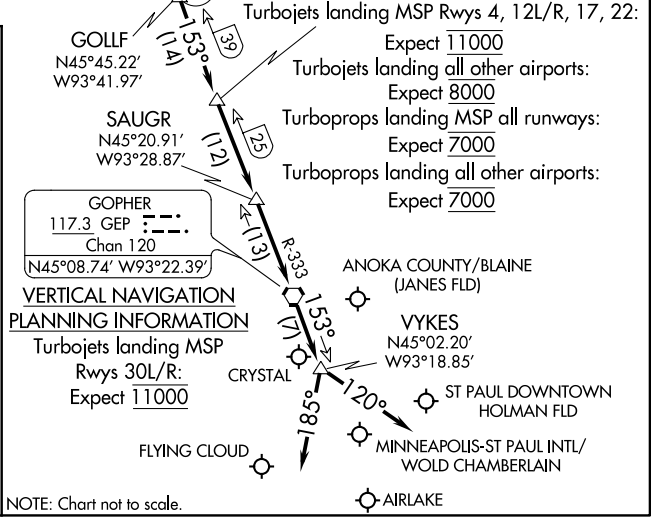 Turbojets landing MSP Rwys 4, 12L/R, 17, 22:
Expect 11000
Turbojets landing all other airports:
Expect 8000
Turboprops landing MSP all runways:
Expect 7000
Turboprops landing all other airports:
Expect 7000
GOLLF
N45°45.22'
W93°41.97'
153°
(14)
39
SAUGR
N45°20.91'
W93°28.87'
(12)
25
GOPHER
117.3 GEP
Chan 120
N45°08.74' W93°22.39'
(13)
R-333
VERTICAL NAVIGATION
PLANNING INFORMATION
Turbojets landing MSP
Rwys 30L/R:
Expect 11000
ANOKA COUNTY/BLAINE
(JANES FLD)
153°
(7)
VYKES
N45°02.20'
W93°18.85'
CRYSTAL
185°
120°
ST PAUL DOWNTOWN
HOLMAN FLD
FLYING CLOUD
MINNEAPOLIS-ST PAUL INTL/
WOLD CHAMBERLAIN
AIRLAKE
NOTE: Chart not to scale.